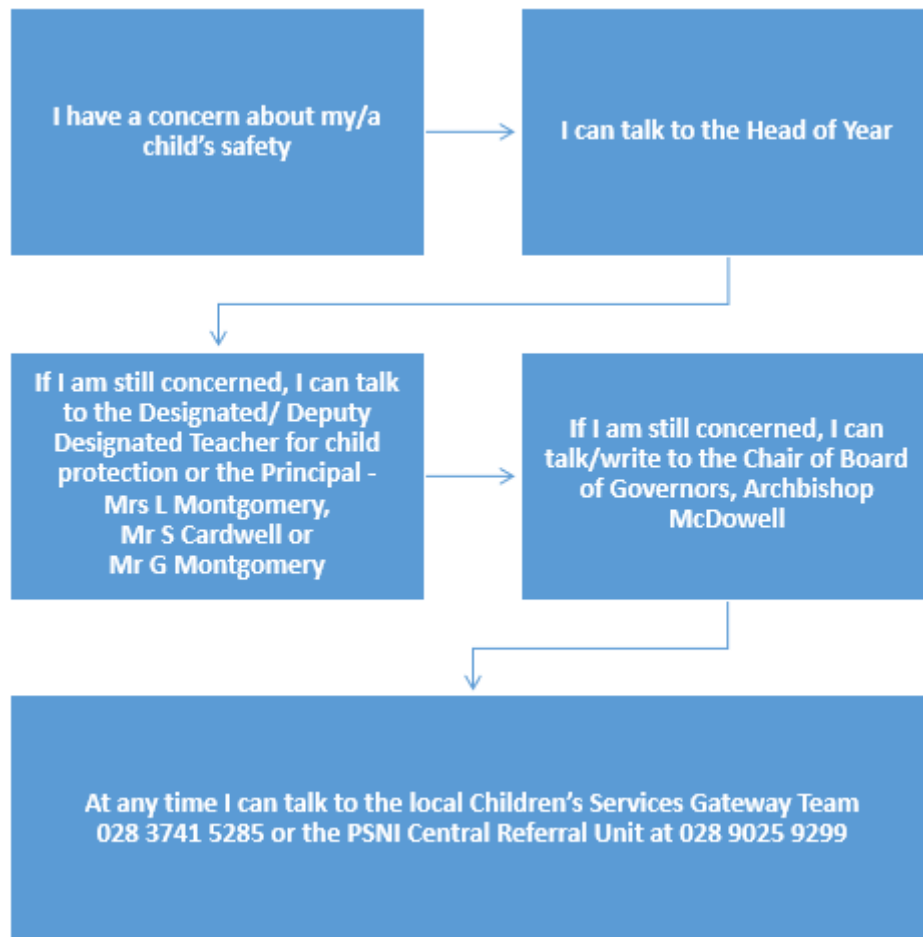 I have a concern about my/a
child's safety
I can talk to the Head of Year
If I am still concerned, I can talk
to the Designated/ Deputy
Designated Teacher for child
protection or the Principal -
Mrs L Montgomery,
Mr S Cardwell or
Mr G Montgomery
If I am still concerned, I can
talk/write to the Chair of Board
of Governors, Archbishop
McDowell
At any time I can talk to the local Children's Services Gateway Team
028 3741 5285 or the PSNI Central Referral Unit at 028 9025 9299